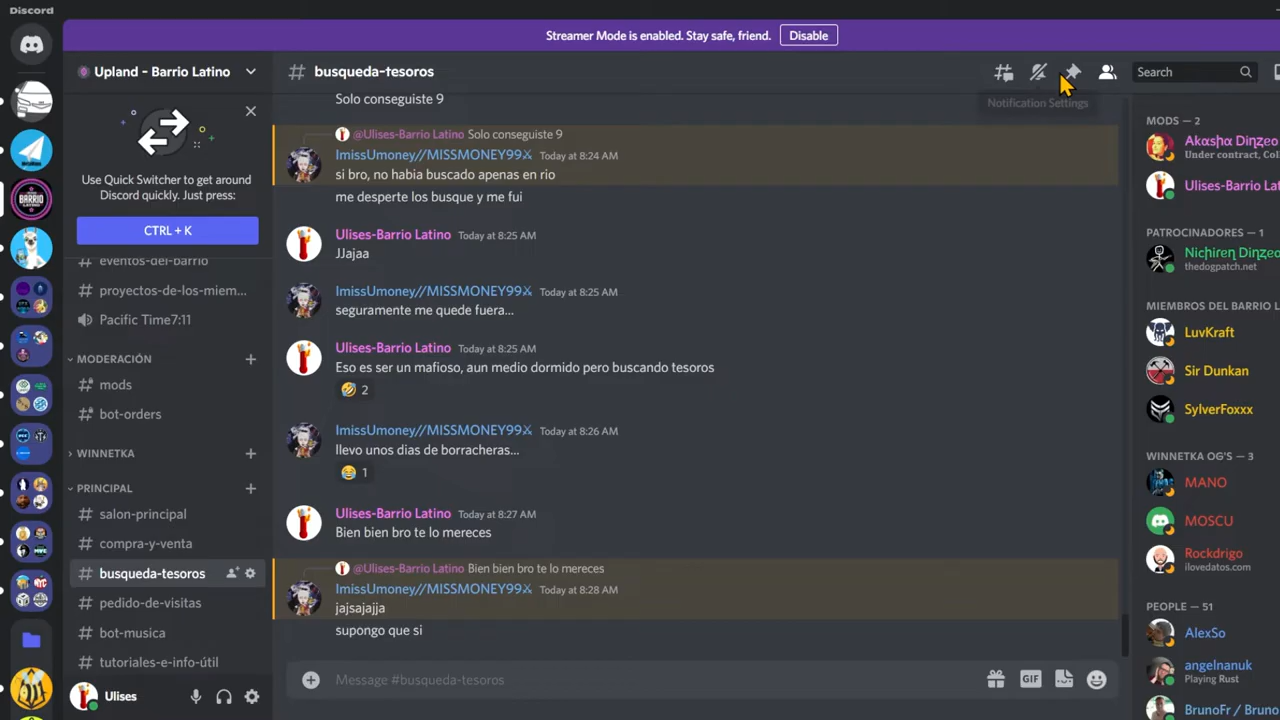 Discord
Streamer Mode is enabled. Stay safe, friend.
Disable
Upland - Barrio Latino
Use Quick Switcher to get around
Discord quickly. Just press:
CTRL + K
eventos-del-barrio
# proyectos-de-los-miem...
Pacific Time7:11
MODERACIÓN
mods
bot-orders
WINNETKA
PRINCIPAL
# salon-principal
# compra-y-venta
# busqueda-tesoros
# pedido-de-visitas
# bot-musica
# tutoriales-e-info-útil
Ulises
# busqueda-tesoros
Notification Settings
Search
Solo conseguiste 9
@Ulises-Barrio Latino Solo conseguiste 9
ImissUmoney//MISSMONEY99⚔ Today at 8:24 AM
si bro, no habia buscado apenas en rio
me desperte los busque y me fui
Ulises-Barrio Latino Today at 8:25 AM
JJajaa
ImissUmoney//MISSMONEY99⚔ Today at 8:25 AM
seguramente me quede fuera...
Ulises-Barrio Latino Today at 8:25 AM
Eso es ser un mafioso, aun medio dormido pero buscando tesoros
🤣 2
ImissUmoney//MISSMONEY99⚔ Today at 8:26 AM
llevo unos dias de borracheras...
😂 1
Ulises-Barrio Latino Today at 8:27 AM
Bien bien bro te lo mereces
@Ulises-Barrio Latino Bien bien bro te lo mereces
ImissUmoney//MISSMONEY99⚔ Today at 8:28 AM
jajsajajja
supongo que si
Message #busqueda-tesoros
GIF
MODS — 2
Under contract, Col
Ulises-Barrio Lat
PATROCINADORES — 1
thedogpatch.net
MIEMBROS DEL BARRIO L
LuvKraft
Sir Dunkan
SylverFoxxx
WINNETKA OG'S — 3
MANO
MOSCU
Rockdrigo
ilovedatos.com
PEOPLE — 51
AlexSo
angelnanuk
Playing Rust
BrunoFr / Bruno